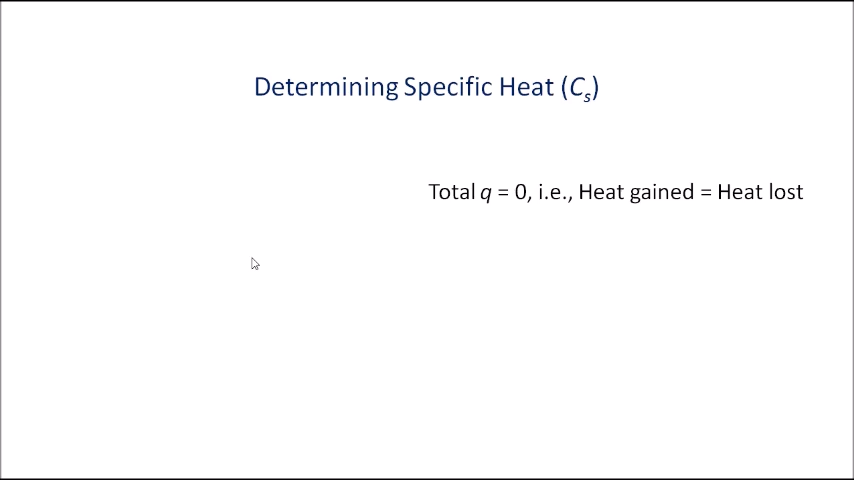 Determining Specific Heat (Cs)
Total q = 0, i.e., Heat gained = Heat lost